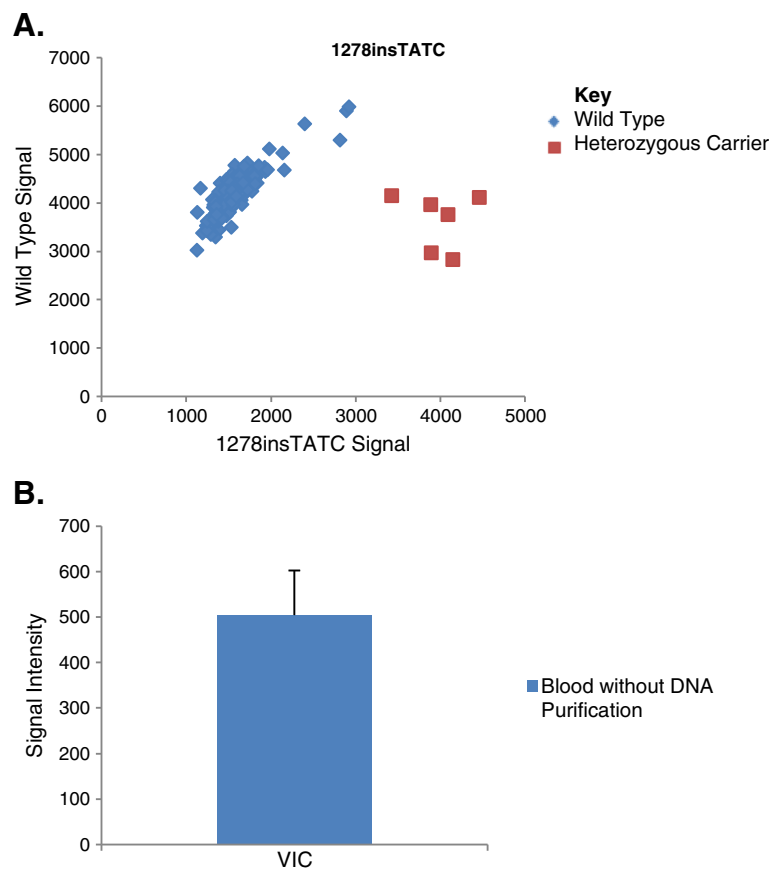 A.
1278insTATC
7000
6000
5000
4000
3000
2000
1000
0
Wild Type Signal
0 1000 2000 3000 4000 5000
1278insTATC Signal
Key
Wild Type
Heterozygous Carrier
B.
700
600
500
400
300
200
100
0
Signal Intensity
VIC
Blood without DNA
Purification